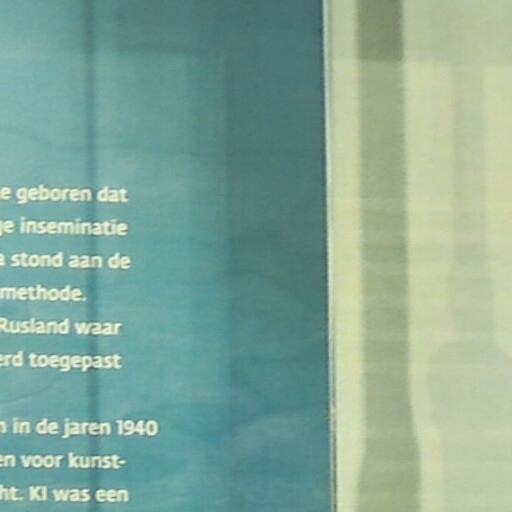 e geboren dat
ge inseminatie
a stond aan de
methode.
Rusland waar
erd toegepast
n in de jaren 1940
en voor kunst-
ht. KI was een